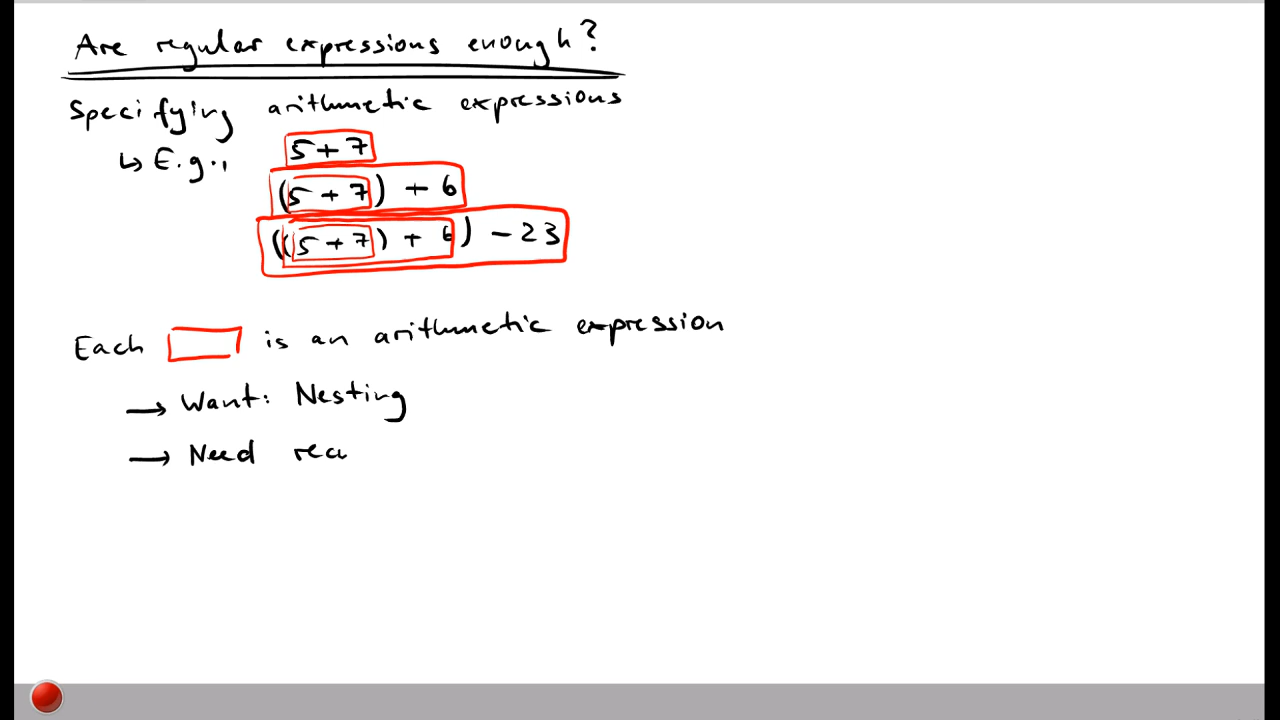 Are regular expressions enough?
Specifying arithmetic expressions
↳ E.g., 5 + 7
(5 + 7) + 6
((5 + 7) + 6) - 23
Each is an arithmetic expression
→ Want: Nesting
→ Need recu